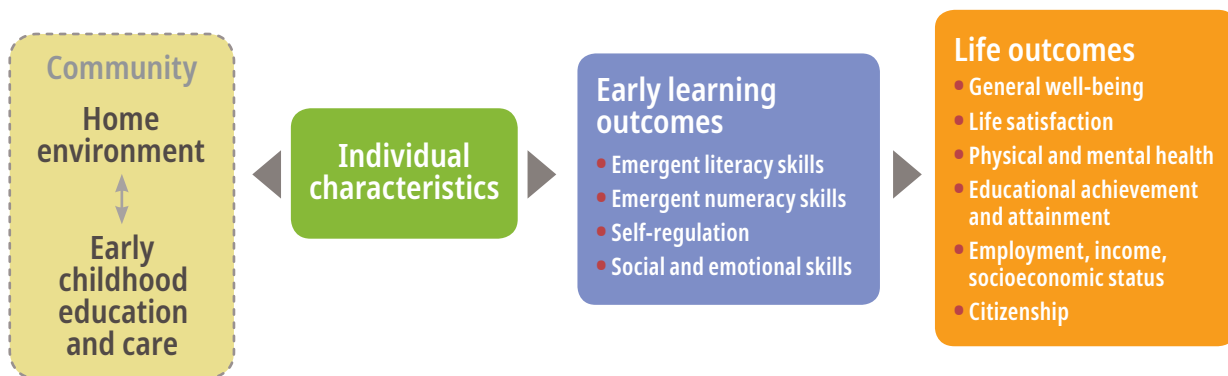 Community
Home
environment
Early
childhood
education
and care
Individual
characteristics
Early learning
outcomes
• Emergent literacy skills
• Emergent numeracy skills
• Self-regulation
• Social and emotional skills
Life outcomes
• General well-being
• Life satisfaction
• Physical and mental health
• Educational achievement
and attainment
• Employment, income,
socioeconomic status
• Citizenship